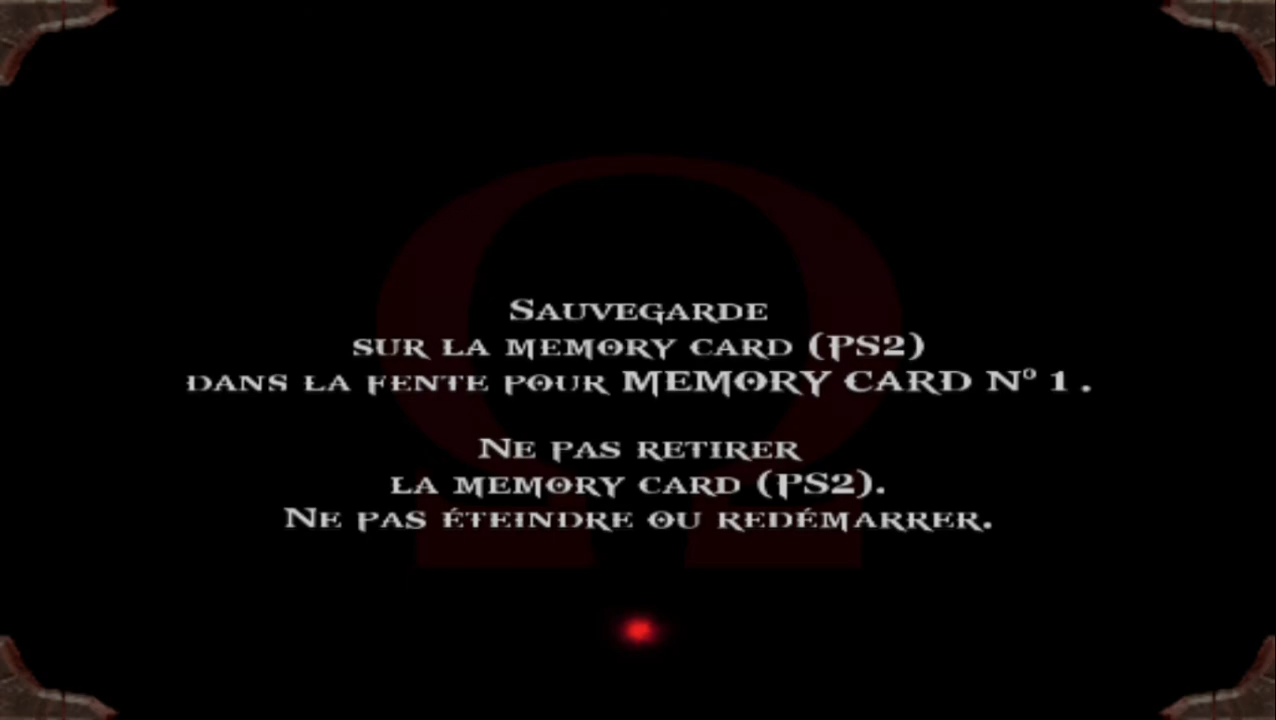 Sauvegarde
sur la memory card (PS2)
dans la fente pour MEMORY CARD Nº 1.
Ne pas retirer
la memory card (PS2).
Ne pas éteindre ou redémarrer.
Ω